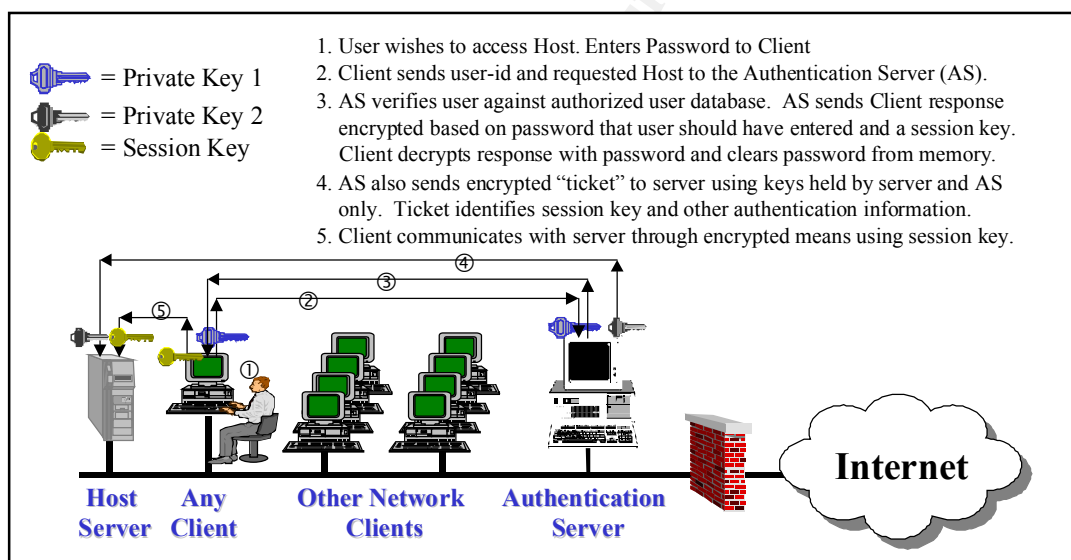 1. User wishes to access Host. Enters Password to Client
2. Client sends user-id and requested Host to the Authentication Server (AS).
3. AS verifies user against authorized user database.  AS sends Client response
encrypted based on password that user should have entered and a session key.
Client decrypts response with password and clears password from memory.
4. AS also sends encrypted “ticket” to server using keys held by server and AS
only.  Ticket identifies session key and other authentication information.
5. Client communicates with server through encrypted means using session key.
= Private Key 1
= Private Key 2
= Session Key
④
③
②
⑤
①
Internet
Host
Server
Any
Client
Other Network
Clients
Authentication
Server